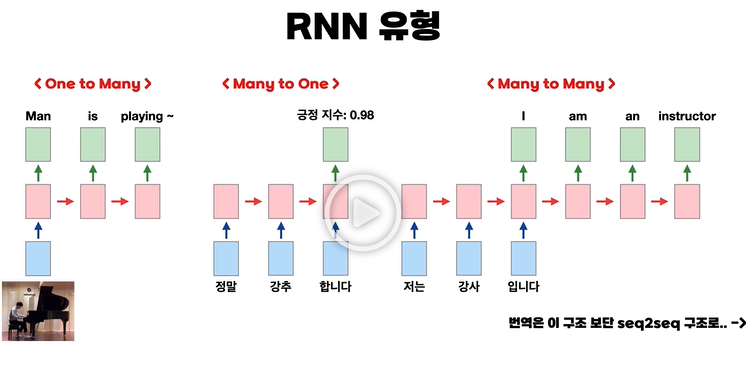 RNN 유형
< One to Many >
Man is playing ~
< Many to One >
긍정 지수: 0.98
정말 강추 합니다
< Many to Many >
I am an instructor
저는 강사 입니다
번역은 이 구조 보단 seq2seq 구조로.. ->